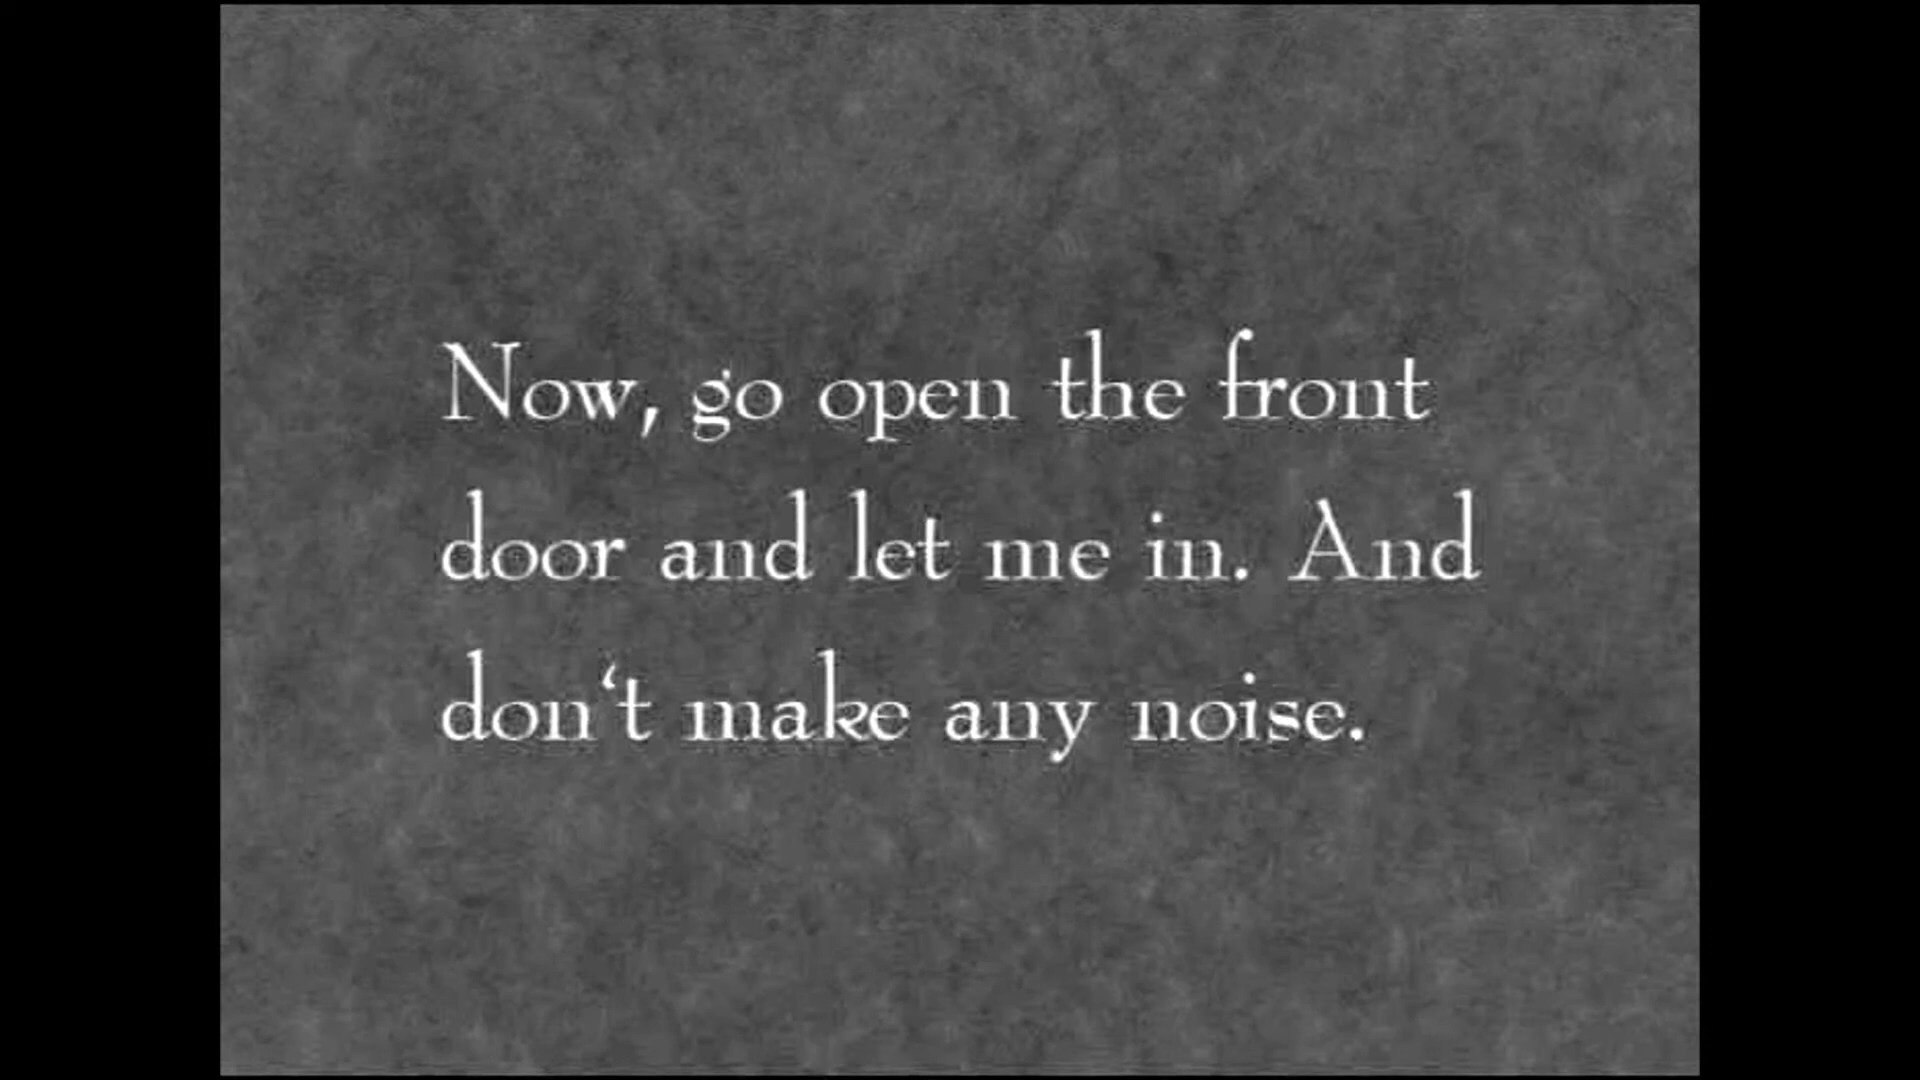 Now, go open the front
door and let me in. And
don‘t make any noise.